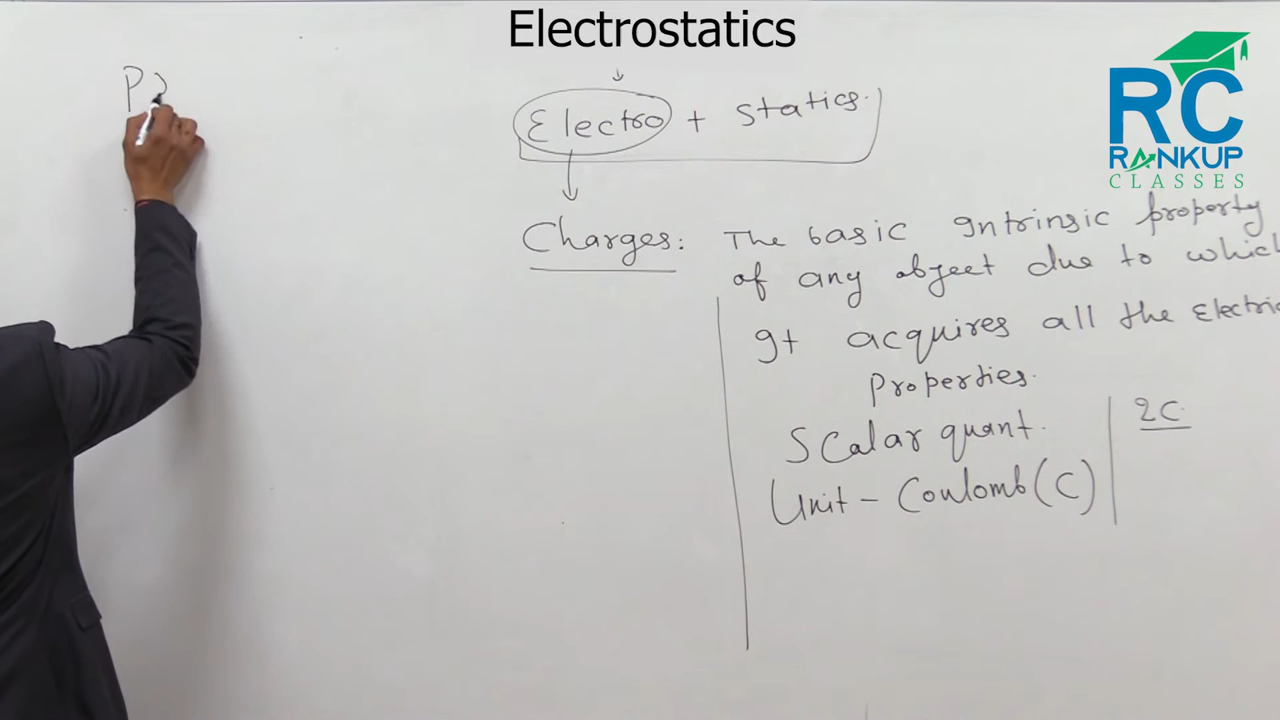 Electrostatics
RC
RANKUP
CLASSES
P
Electro + Statics.
Charges: The basic Intrinsic property
of any object due to which
It acquires all the Electric
Properties.
Scalar quant.
2C
Unit - Coulomb (C)